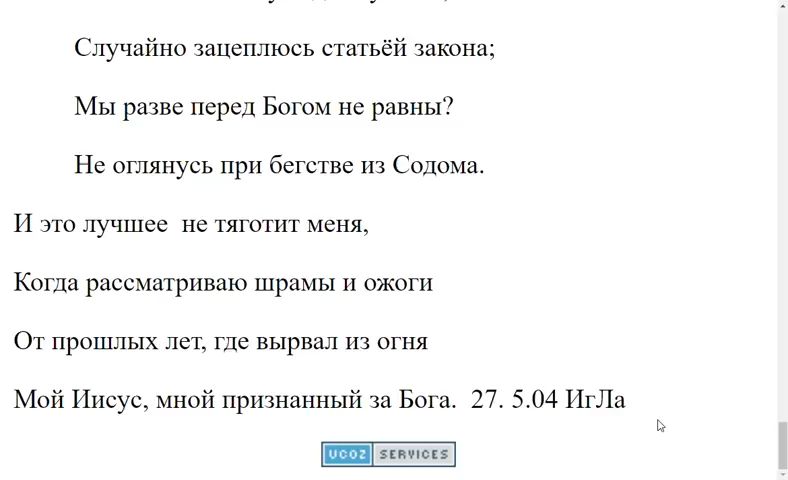 Случайно зацеплюсь статьёй закона;
Мы разве перед Богом не равны?
Не оглянусь при бегстве из Содома.
И это лучшее  не тяготит меня,
Когда рассматриваю шрамы и ожоги
От прошлых лет, где вырвал из огня
Мой Иисус, мной признанный за Бога.  27. 5.04 ИгЛа
UCOZ SERVICES